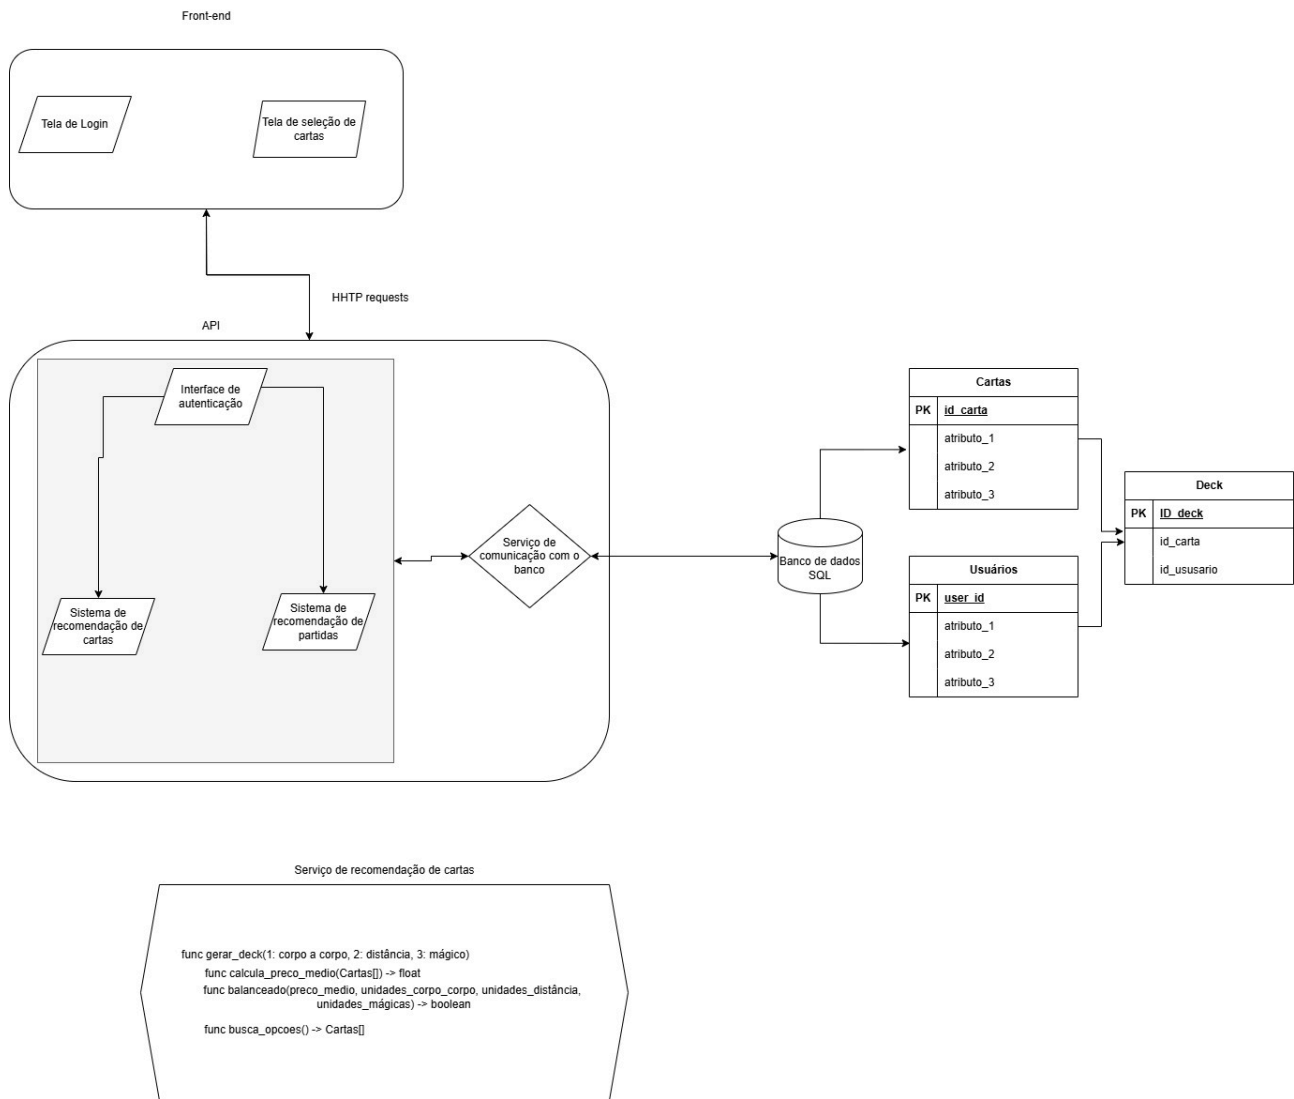 Front-end
Tela de Login
Tela de seleção de
cartas
HHTP requests
API
Interface de
autenticação
Sistema de
recomendação de
cartas
Sistema de
recomendação de
partidas
Serviço de
comunicação com o
banco
Banco de dados
SQL
Cartas
PK id_carta
atributo_1
atributo_2
atributo_3
Usuários
PK user_id
atributo_1
atributo_2
atributo_3
Deck
PK ID_deck
id_carta
id_ususario
Serviço de recomendação de cartas
func gerar_deck(1: corpo a corpo, 2: distância, 3: mágico)
func calcula_preco_medio(Cartas[]) -> float
func balanceado(preco_medio, unidades_corpo_corpo, unidades_distância,
unidades_mágicas) -> boolean
func busca_opcoes() -> Cartas[]